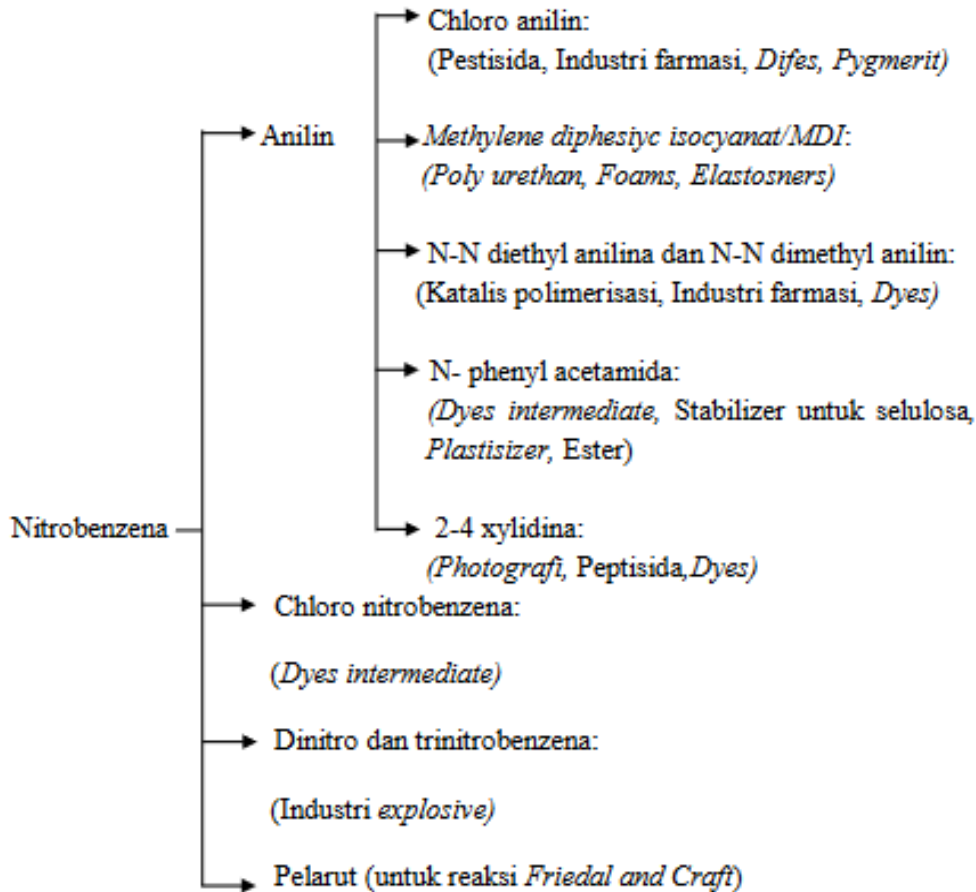 Chloro anilin:
(Pestisida, Industri farmasi, Difes, Pygmerit)
Anilin
Methylene diphesiyc isocyanat/MDI:
(Poly urethan, Foams, Elastosners)
N-N diethyl anilina dan N-N dimethyl anilin:
(Katalis polimerisasi, Industri farmasi, Dyes)
N- phenyl acetamida:
(Dyes intermediate, Stabilizer untuk selulosa,
Plastisizer, Ester)
Nitrobenzena
2-4 xylidina:
(Photografi, Peptisida,Dyes)
Chloro nitrobenzena:
(Dyes intermediate)
Dinitro dan trinitrobenzena:
(Industri explosive)
Pelarut (untuk reaksi Friedal and Craft)